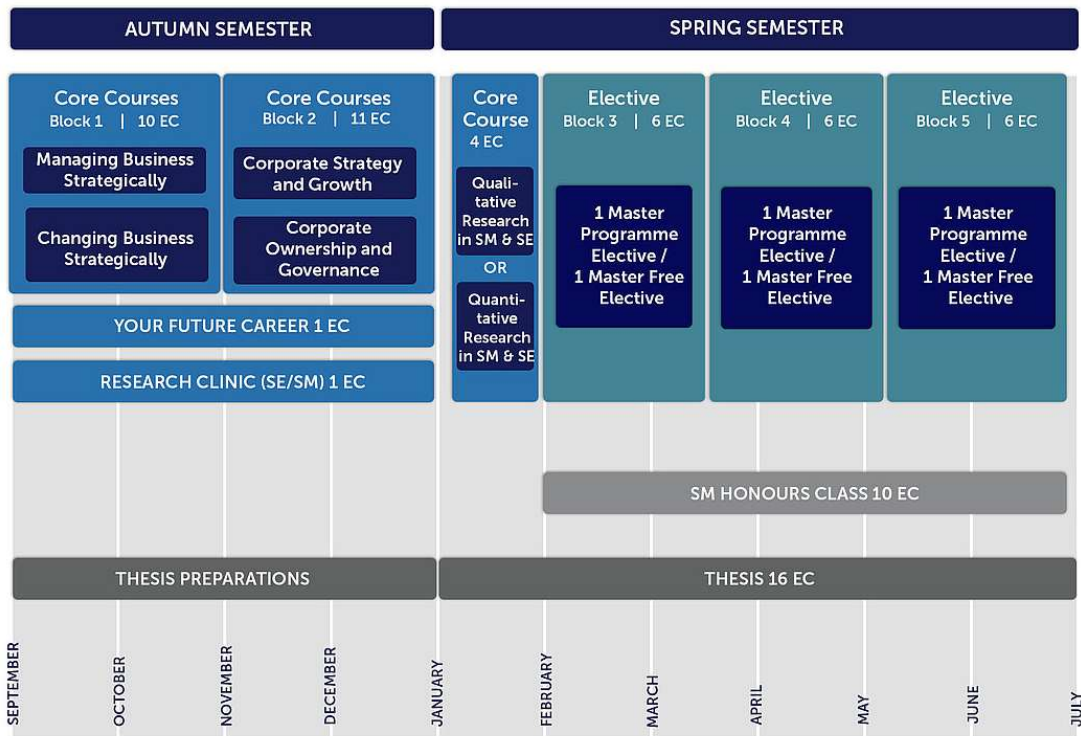 AUTUMN SEMESTER
SPRING SEMESTER
Core Courses
Block 1 | 10 EC
Managing Business
Strategically
Changing Business
Strategically
Core Courses
Block 2 | 11 EC
Corporate Strategy
and Growth
Corporate
Ownership and
Governance
Core
Course
4 EC
Quali-
tative
Research
in SM & SE
OR
Quanti-
tative
Research
in SM & SE
Elective
Block 3 | 6 EC
1 Master
Programme
Elective /
1 Master Free
Elective
Elective
Block 4 | 6 EC
1 Master
Programme
Elective /
1 Master Free
Elective
Elective
Block 5 | 6 EC
1 Master
Programme
Elective /
1 Master Free
Elective
YOUR FUTURE CAREER 1 EC
RESEARCH CLINIC (SE/SM) 1 EC
SM HONOURS CLASS 10 EC
THESIS PREPARATIONS
THESIS 16 EC
SEPTEMBER
OCTOBER
NOVEMBER
DECEMBER
JANUARY
FEBRUARY
MARCH
APRIL
MAY
JUNE
JULY